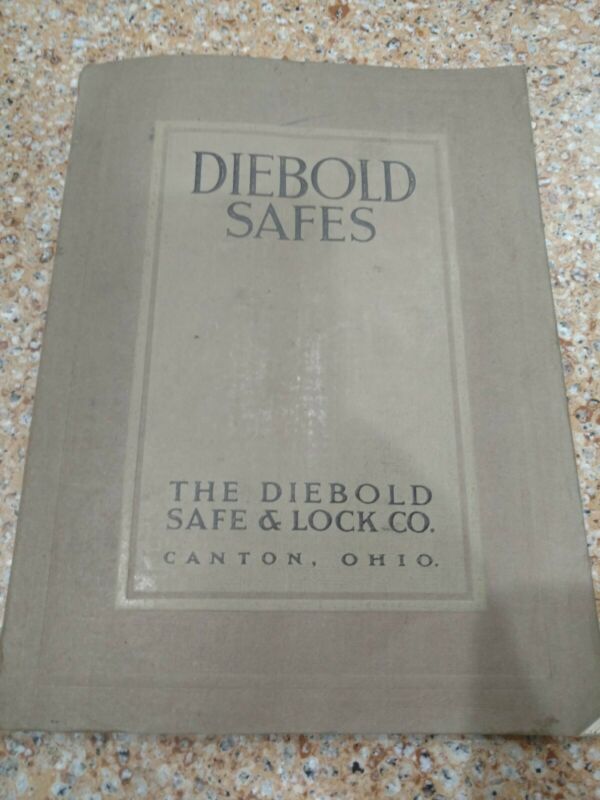 DIEBOLD
SAFES
THE DIEBOLD
SAFE & LOCK CO.
CANTON, OHIO.